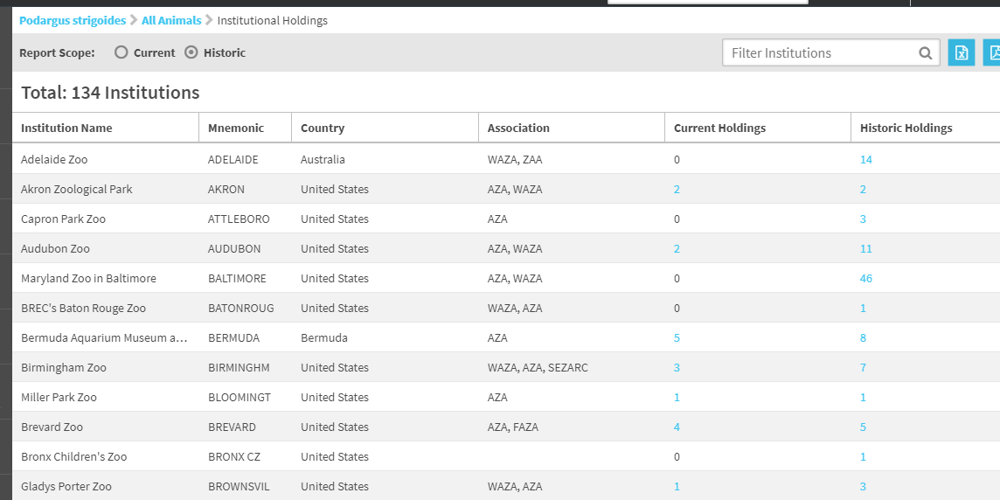 Podargus strigoides > All Animals > Institutional Holdings
Report Scope: Current Historic Filter Institutions
Total: 134 Institutions
Institution Name Mnemonic Country Association Current Holdings Historic Holdings
Adelaide Zoo ADELAIDE Australia WAZA, ZAA 0 14
Akron Zoological Park AKRON United States AZA, WAZA 2 2
Capron Park Zoo ATTLEBORO United States AZA 0 3
Audubon Zoo AUDUBON United States AZA, WAZA 2 11
Maryland Zoo in Baltimore BALTIMORE United States AZA, WAZA 0 46
BREC's Baton Rouge Zoo BATONROUG United States WAZA, AZA 0 1
Bermuda Aquarium Museum a... BERMUDA Bermuda AZA 5 8
Birmingham Zoo BIRMINGHM United States WAZA, AZA, SEZARC 3 7
Miller Park Zoo BLOOMINGT United States AZA 1 1
Brevard Zoo BREVARD United States AZA, FAZA 4 5
Bronx Children's Zoo BRONX CZ United States 0 1
Gladys Porter Zoo BROWNSVIL United States WAZA, AZA 1 3